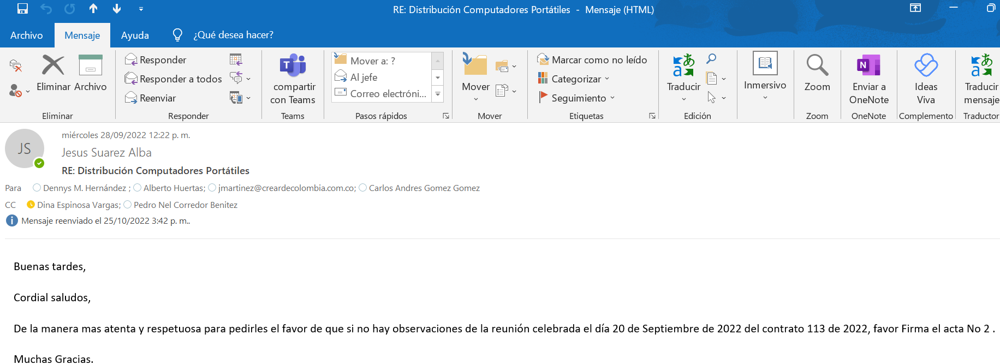 RE: Distribución Computadores Portátiles - Mensaje (HTML)
Archivo Mensaje Ayuda ¿Qué desea hacer?
Eliminar Archivo
Eliminar
Responder
Responder a todos
Reenviar
Responder
compartir
con Teams
Teams
Mover a: ?
Al jefe
Correo electróni...
Pasos rápidos
Mover
Mover
Marcar como no leído
Categorizar
Seguimiento
Etiquetas
Traducir
Edición
Inmersivo
Zoom
Zoom
Enviar a
OneNote
OneNote
Ideas
Viva
Complemento
Traducir
mensaje
Traductor
JS
miércoles 28/09/2022 12:22 p. m.
Jesus Suarez Alba
RE: Distribución Computadores Portátiles
Para Dennys M. Hernández ; Alberto Huertas; jmartinez@creardecolombia.com.co; Carlos Andres Gomez Gomez
CC Dina Espinosa Vargas; Pedro Nel Corredor Benitez
Mensaje reenviado el 25/10/2022 3:42 p. m..
Buenas tardes,
Cordial saludos,
De la manera mas atenta y respetuosa para pedirles el favor de que si no hay observaciones de la reunión celebrada el día 20 de Septiembre de 2022 del contrato 113 de 2022, favor Firma el acta No 2 .
Muchas Gracias.